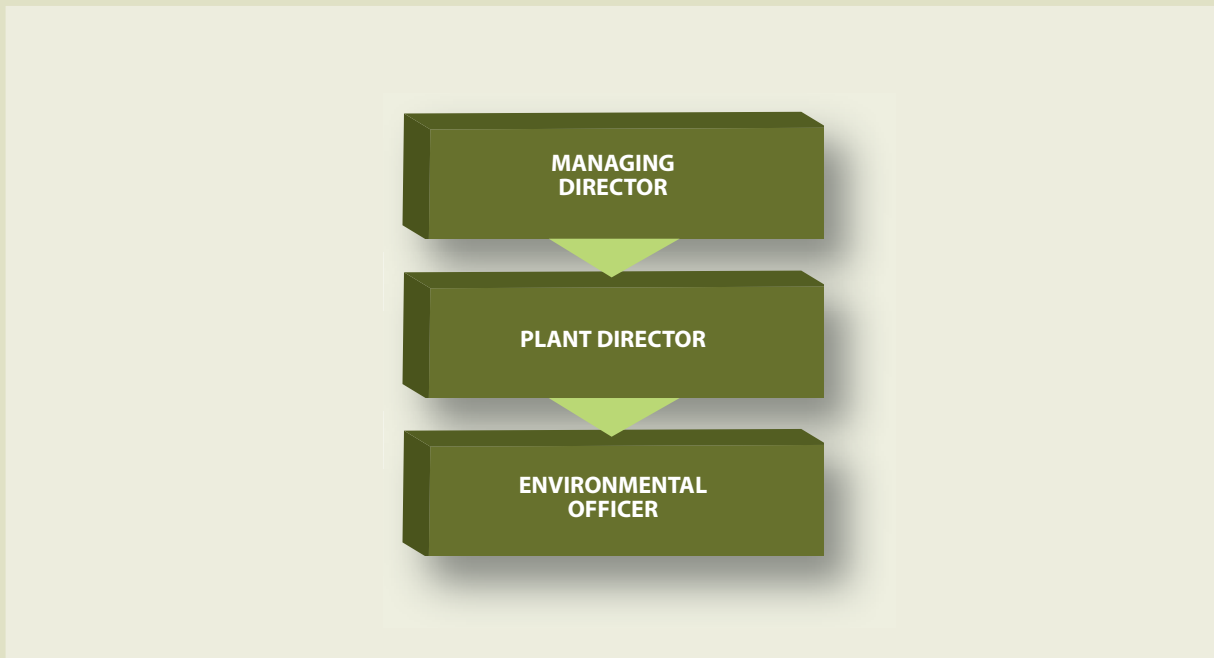 MANAGING
DIRECTOR
PLANT DIRECTOR
ENVIRONMENTAL
OFFICER